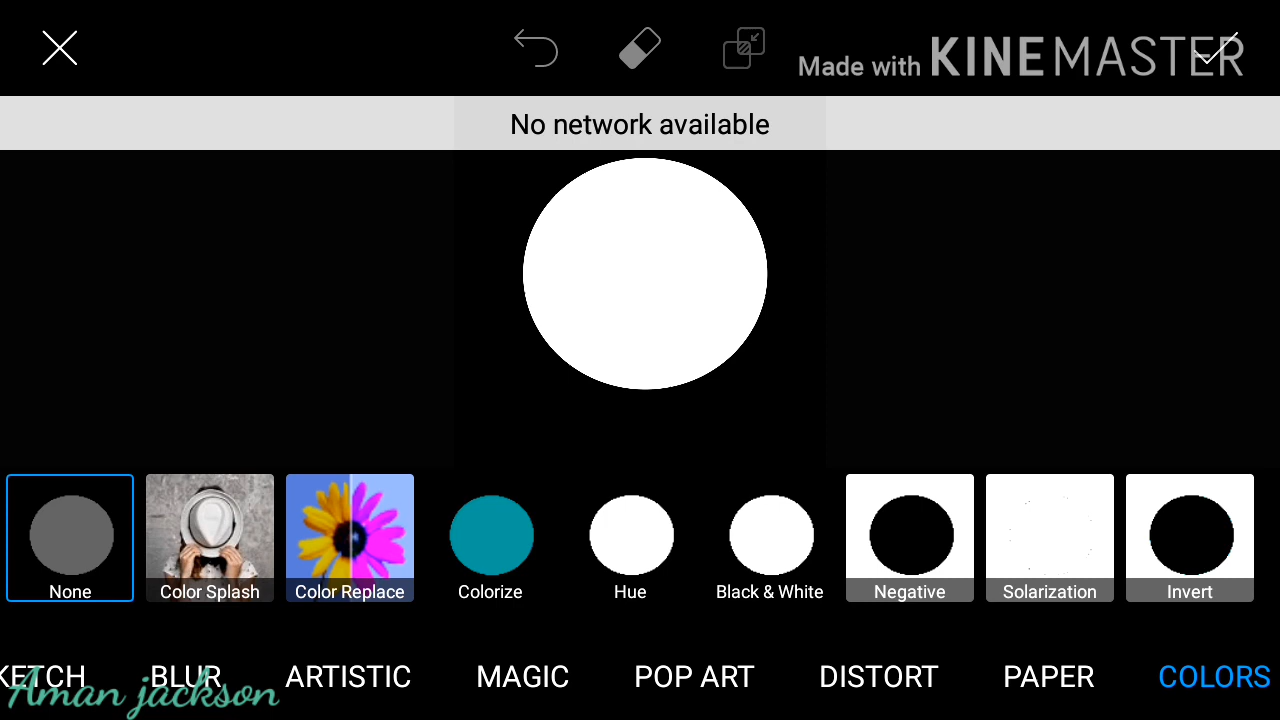 Made with KINEMASTER
No network available
None
Color Splash
Color Replace
Colorize
Hue
Black & White
Negative
Solarization
Invert
KETCH BLUR ARTISTIC MAGIC POP ART DISTORT PAPER COLORS
Aman jackson